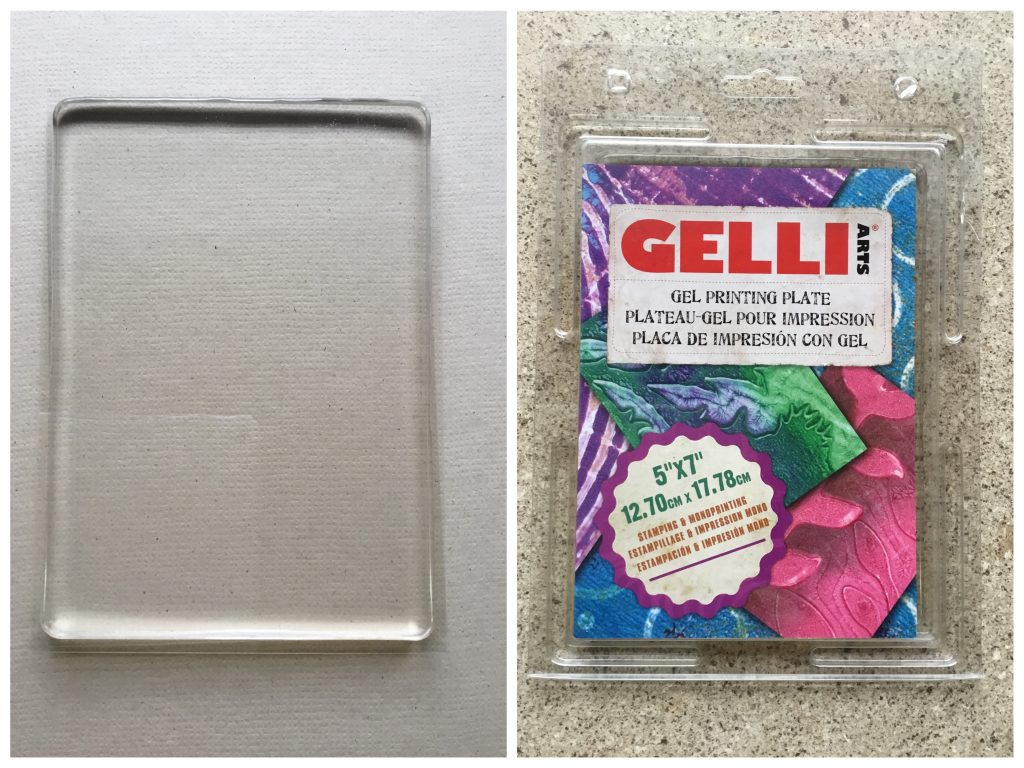 GELLI ARTS®
GEL PRINTING PLATE
PLATEAU-GEL POUR IMPRESSION
PLACA DE IMPRESIÓN CON GEL
5"X7"
12.70CM X 17.78CM
STAMPING & MONOPRINTING
ESTAMPILLAGE & IMPRESSION MONO
ESTAMPACIÓN & IMPRESIÓN MONO